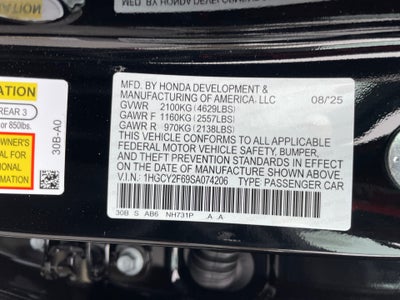 MFD. BY HONDA DEVELOPMENT &
MANUFACTURING OF AMERICA, LLC 08/25
GVWR 2100KG (4629LBS)
GAWR F 1160KG (2557LBS)
GAWR R 970KG (2138LBS)
THIS VEHICLE CONFORMS TO ALL APPLICABLE
FEDERAL MOTOR VEHICLE SAFETY, BUMPER,
AND THEFT PREVENTION STANDARDS IN EFFECT
ON THE DATE OF MANUFACTURE SHOWN ABOVE.
V.I.N.: 1HGCY2F69SA074206 TYPE: PASSENGER CAR
30B S AB6 NH731P A .A
30B-A0
REAR 3
or 850lbs.
OWNER'S